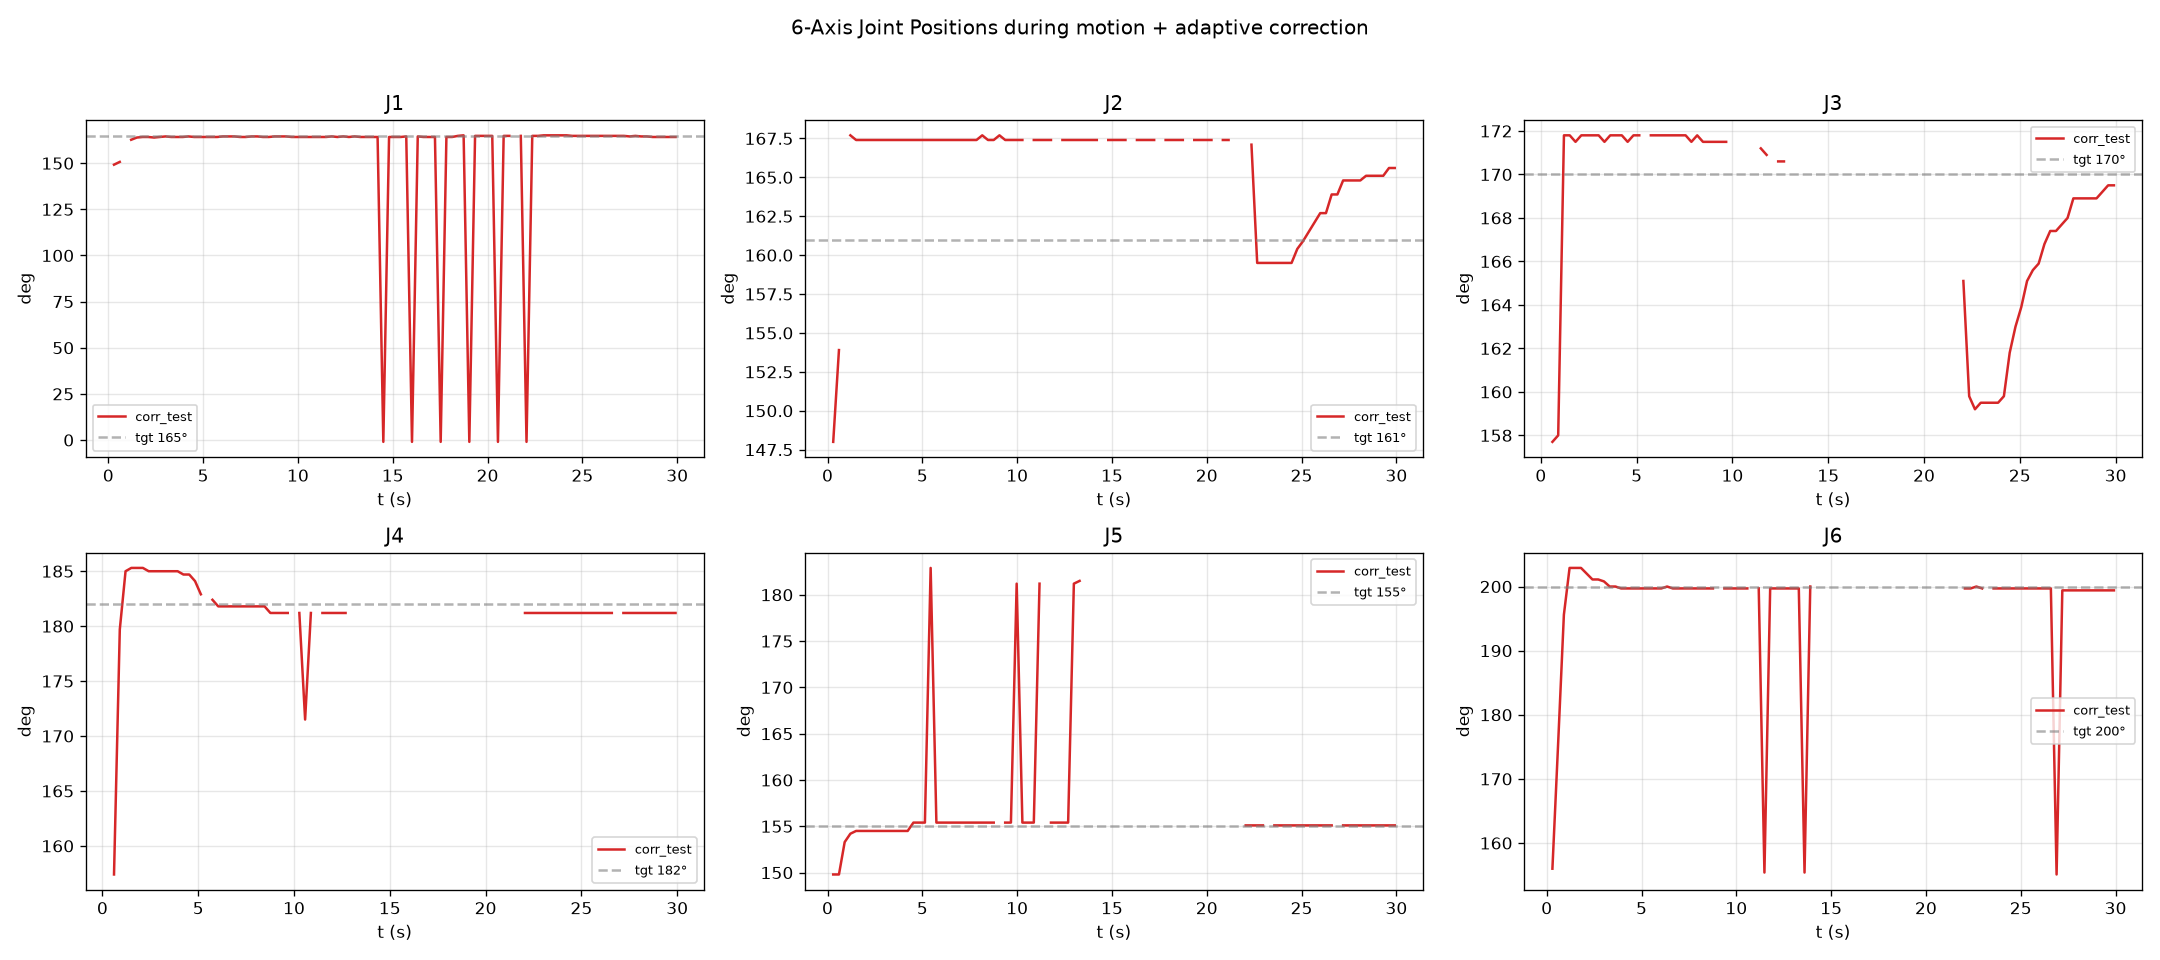 6-Axis Joint Positions during motion + adaptive correction
J1
deg
150
125
100
75
50
25
0
corr_test
tgt 165°
0 5 10 15 20 25 30
t (s)
J2
deg
167.5
165.0
162.5
160.0
157.5
155.0
152.5
150.0
147.5
corr_test
tgt 161°
0 5 10 15 20 25 30
t (s)
J3
deg
172
170
168
166
164
162
160
158
corr_test
tgt 170°
0 5 10 15 20 25 30
t (s)
J4
deg
185
180
175
170
165
160
corr_test
tgt 182°
0 5 10 15 20 25 30
t (s)
J5
deg
180
175
170
165
160
155
150
corr_test
tgt 155°
0 5 10 15 20 25 30
t (s)
J6
deg
200
190
180
170
160
corr_test
tgt 200°
0 5 10 15 20 25 30
t (s)